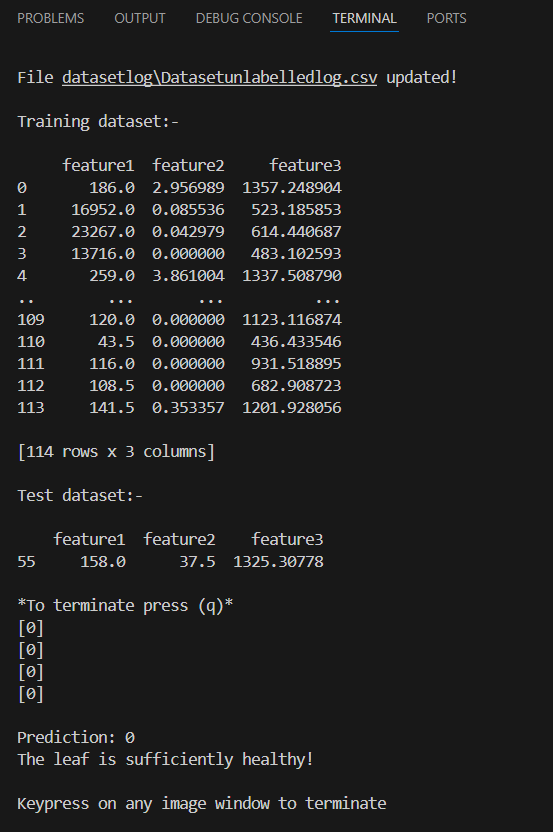 PROBLEMS OUTPUT DEBUG CONSOLE TERMINAL PORTS
File datasetlog\Datasetunlabelledlog.csv updated!
Training dataset:-
feature1 feature2 feature3
0 186.0 2.956989 1357.248904
1 16952.0 0.085536 523.185853
2 23267.0 0.042979 614.440687
3 13716.0 0.000000 483.102593
4 259.0 3.861004 1337.508790
.. ... ... ...
109 120.0 0.000000 1123.116874
110 43.5 0.000000 436.433546
111 116.0 0.000000 931.518895
112 108.5 0.000000 682.908723
113 141.5 0.353357 1201.928056
[114 rows x 3 columns]
Test dataset:-
feature1 feature2 feature3
55 158.0 37.5 1325.30778
*To terminate press (q)*
[0]
[0]
[0]
[0]
Prediction: 0
The leaf is sufficiently healthy!
Keypress on any image window to terminate